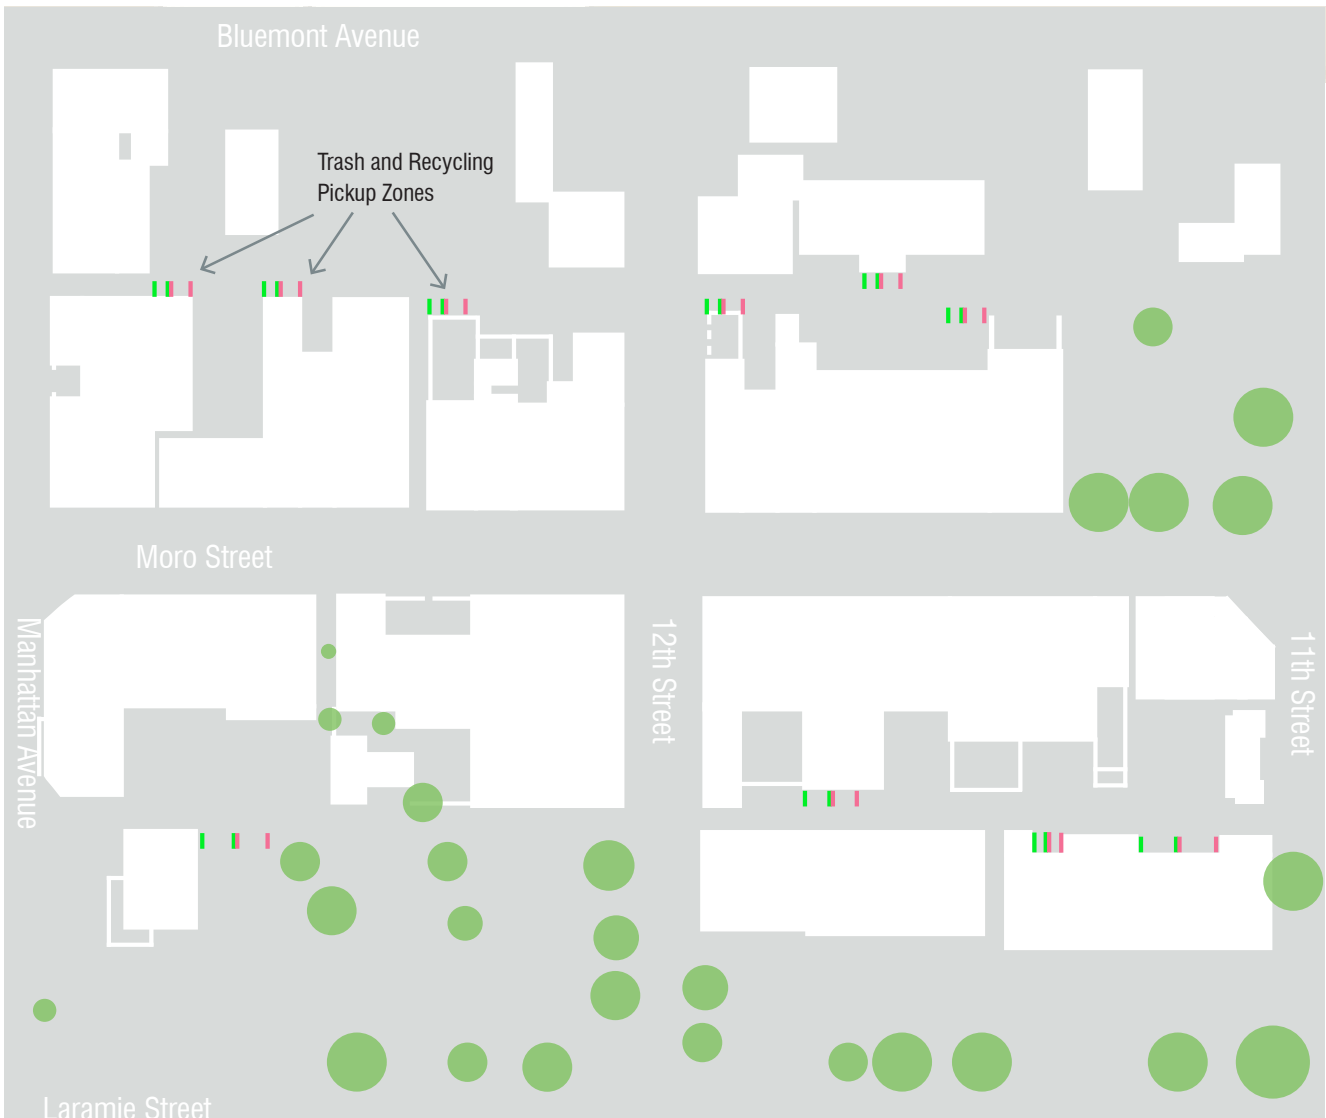 Bluemont Avenue
Trash and Recycling
Pickup Zones
Moro Street
Manhattan Avenue
12th Street
11th Street
Laramie Street